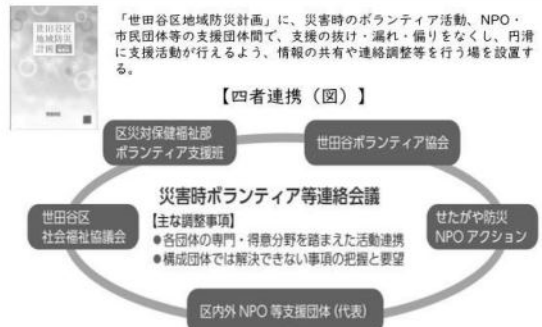 世田谷区
地域防災
計画
「世田谷区地域防災計画」に、災害時のボランティア活動、NPO・
市民団体等の支援団体間で、支援の抜け・漏れ・偏りをなくし、円滑
に支援活動が行えるよう、情報の共有や連絡調整等を行う場を設置す
る。
【四者連携（図）】
区災対保健福祉部
ボランティア支援班
世田谷ボランティア協会
災害時ボランティア等連絡会議
【主な調整事項】
●各団体の専門・得意分野を踏まえた活動連携
●構成団体では解決できない事項の把握と要望
世田谷区
社会福祉協議会
せたがや防災
NPOアクション
区内外NPO等支援団体（代表）